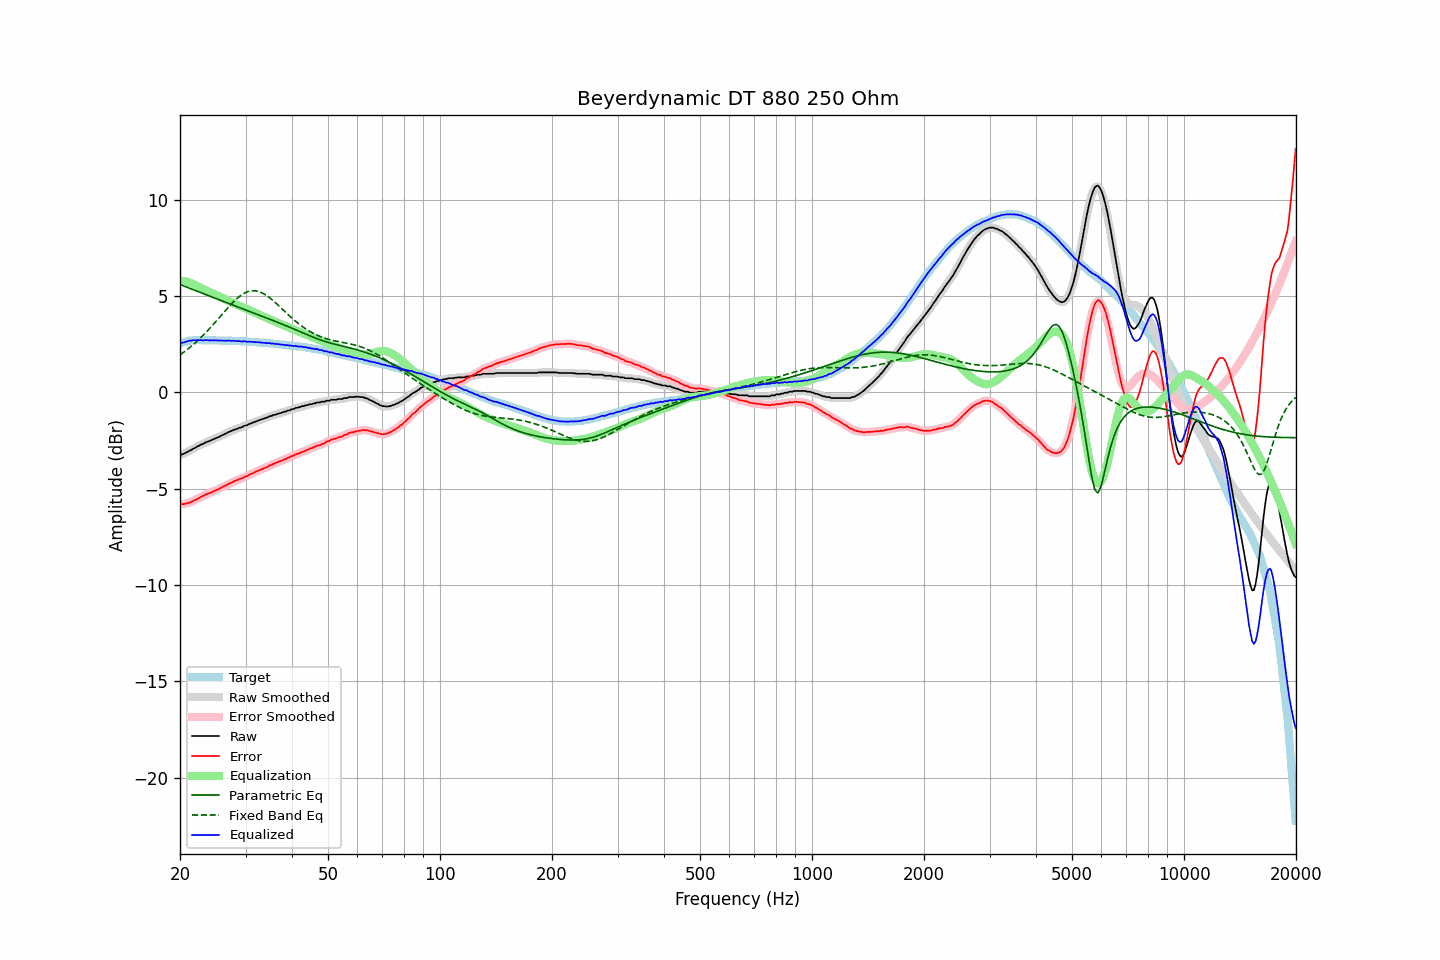 Beyerdynamic DT 880 250 Ohm
Amplitude (dBr)
10
5
0
−5
−10
−15
−20
Target
Raw Smoothed
Error Smoothed
Raw
Error
Equalization
Parametric Eq
Fixed Band Eq
Equalized
20 50 100 200 500 1000 2000 5000 10000 20000
Frequency (Hz)